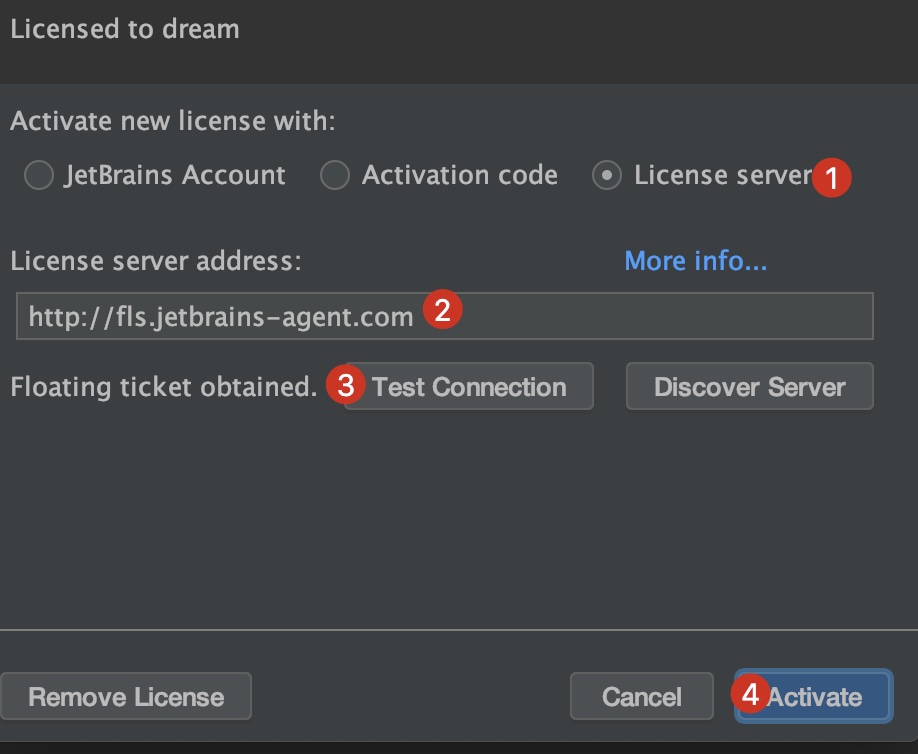 Licensed to dream
Activate new license with:
JetBrains Account Activation code License server 1
License server address: More info...
http://fls.jetbrains-agent.com 2
Floating ticket obtained. 3 Test Connection Discover Server
Remove License Cancel 4 Activate